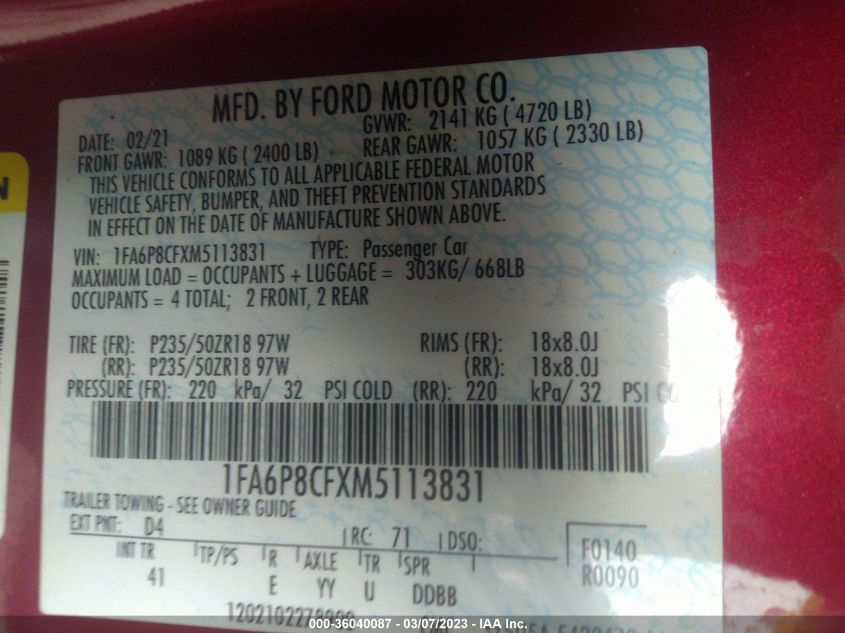 MFD. BY FORD MOTOR CO.
DATE: 02/21 GVWR: 2141 KG ( 4720 LB)
FRONT GAWR: 1089 KG ( 2400 LB) REAR GAWR: 1057 KG ( 2330 LB)
THIS VEHICLE CONFORMS TO ALL APPLICABLE FEDERAL MOTOR
VEHICLE SAFETY, BUMPER, AND THEFT PREVENTION STANDARDS
IN EFFECT ON THE DATE OF MANUFACTURE SHOWN ABOVE.
VIN: 1FA6P8CFXM5113831 TYPE: Passenger Car
MAXIMUM LOAD = OCCUPANTS + LUGGAGE = 303KG/ 668LB
OCCUPANTS = 4 TOTAL; 2 FRONT, 2 REAR
TIRE (FR): P235/50ZR18 97W RIMS (FR): 18x8.0J
(RR): P235/50ZR18 97W (RR): 18x8.0J
PRESSURE (FR): 220 kPa/ 32 PSI COLD (RR): 220 kPa/ 32 PSI
1FA6P8CFXM5113831
TRAILER TOWING - SEE OWNER GUIDE
EXT PNT: D4 RC: 71 DSO:
INT TR TP/PS R AXLE TR SPR F0140
41 E YY U DDBB R0090
000-36040087 - 03/07/2023 - IAA Inc.